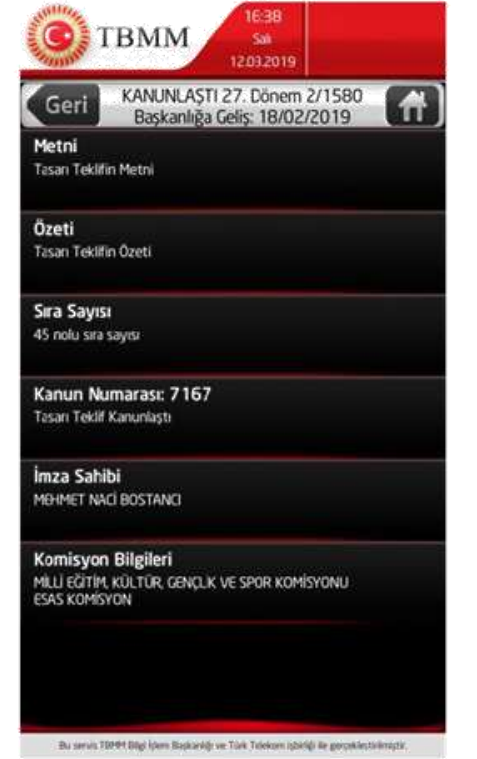 TBMM
16:38
Salı
12.03.2019
Geri
KANUNLAŞTI 27. Dönem 2/1580
Başkanlığa Geliş: 18/02/2019
Metni
Tasarı Teklifin Metni
Özeti
Tasarı Teklifin Özeti
Sıra Sayısı
45 nolu sıra sayısı
Kanun Numarası: 7167
Tasarı Teklif Kanunlaştı
İmza Sahibi
MEHMET NACİ BOSTANCI
Komisyon Bilgileri
MİLLİ EĞİTİM, KÜLTÜR, GENÇLİK VE SPOR KOMİSYONU
ESAS KOMİSYON
Bu servis TBMM Bilgi İşlem Başkanlığı ve Türk Telekom işbirliği ile gerçekleştirilmiştir.